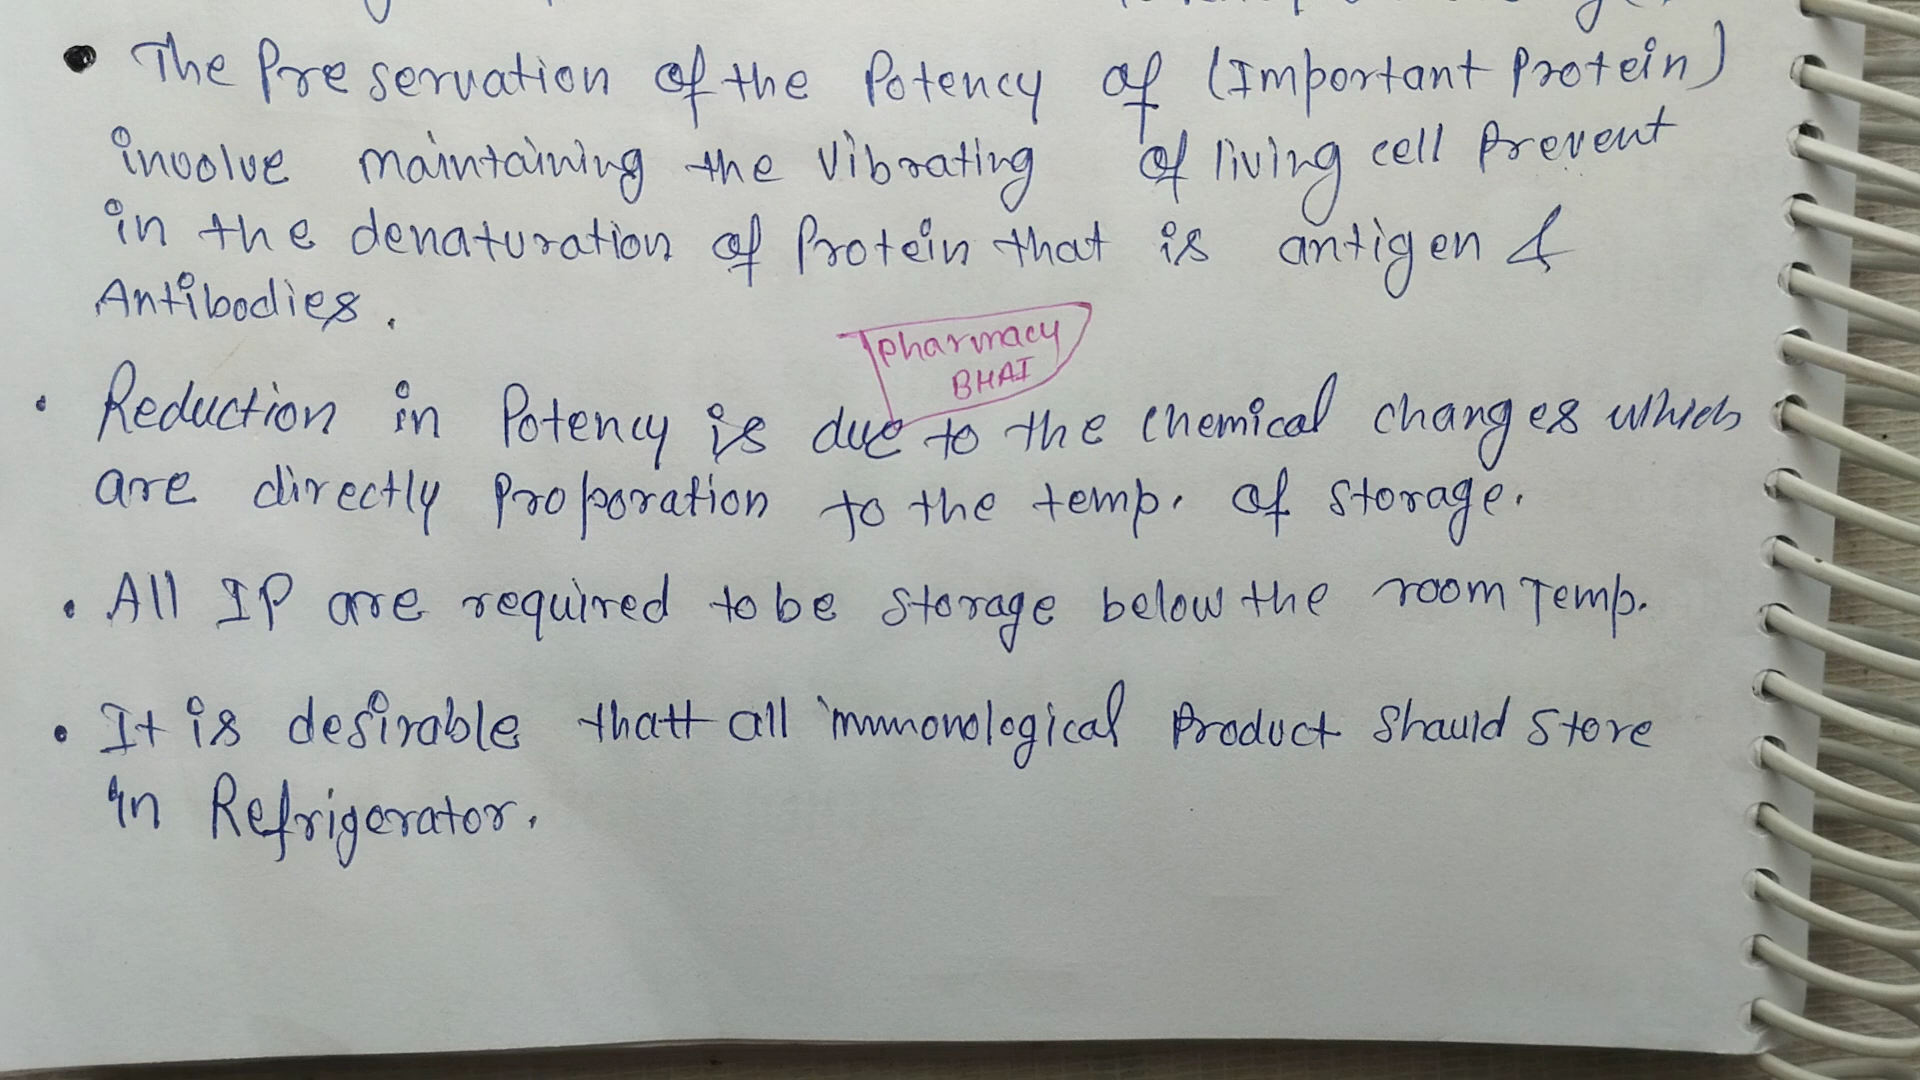 • The Preservation of the Potency of (Important Protein)
involve maintaining the vibrating of living cell Prevent
in the denaturation of Protein that is antigen &
Antibodies.
pharmacy
BHAI
• Reduction in Potency is due to the chemical changes which
are directly Proporation to the temp. of storage.
• All IP are required to be storage below the room Temp.
• It is desirable thatt all immonological Product Should Store
in Refrigerator.